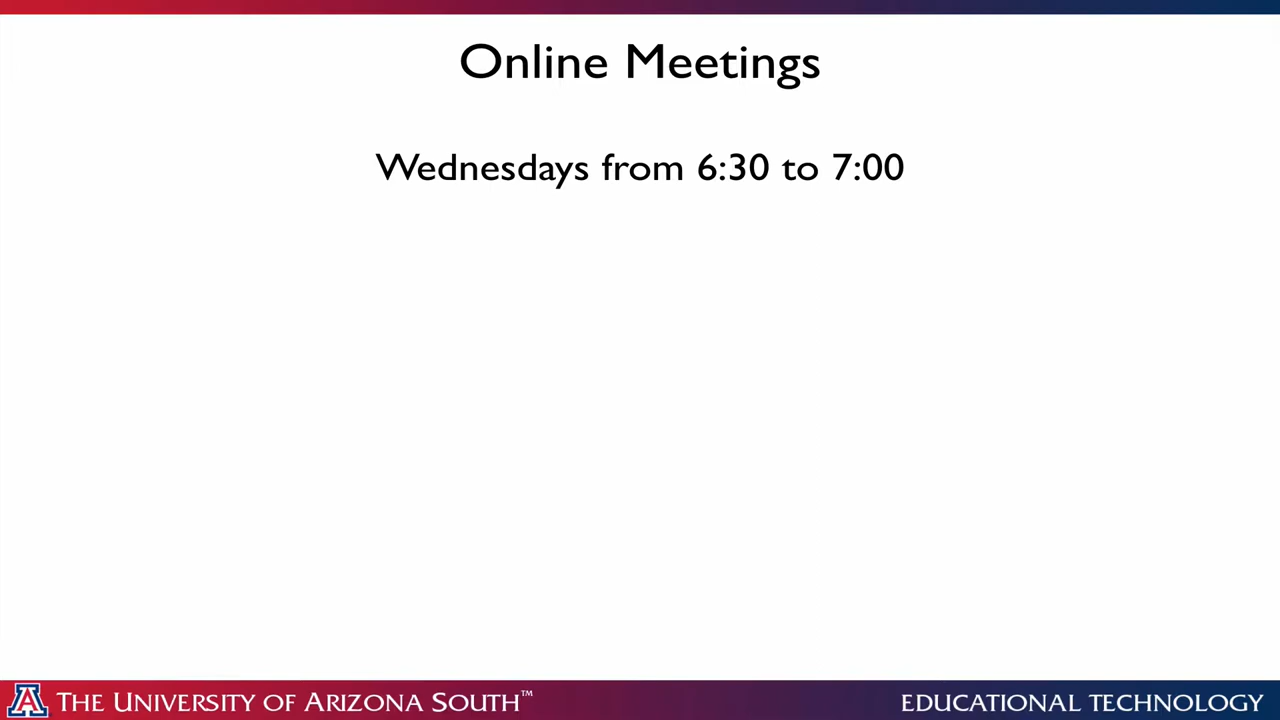 Online Meetings
Wednesdays from 6:30 to 7:00
A THE UNIVERSITY OF ARIZONA SOUTH™
EDUCATIONAL TECHNOLOGY